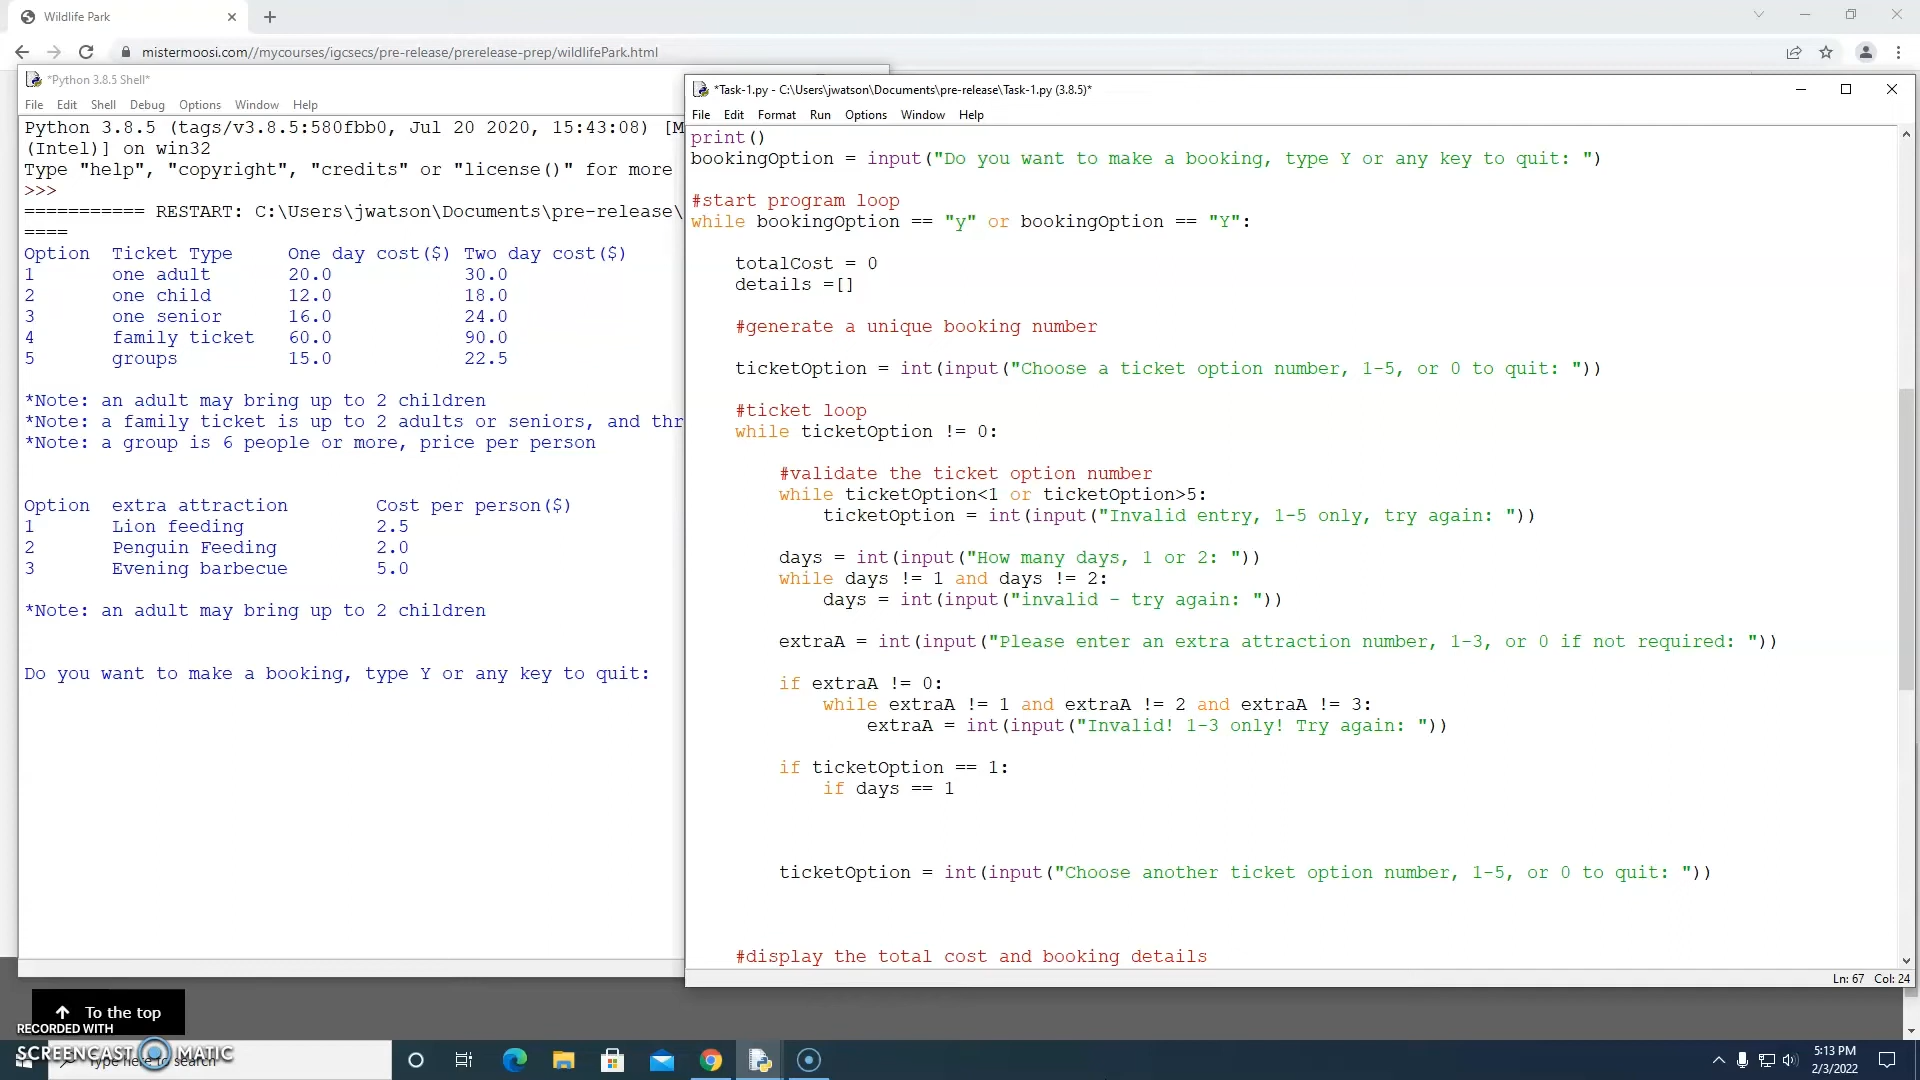 Wildlife Park
mistermoosi.com//mycourses/igcsecs/pre-release/prerelease-prep/wildlifePark.html
*Python 3.8.5 Shell*
File Edit Shell Debug Options Window Help
Python 3.8.5 (tags/v3.8.5:580fbb0, Jul 20 2020, 15:43:08) [M
(Intel)] on win32
Type "help", "copyright", "credits" or "license()" for more
>>>
=========== RESTART: C:\Users\jwatson\Documents\pre-release\
====
Option Ticket Type One day cost($) Two day cost($)
1 one adult 20.0 30.0
2 one child 12.0 18.0
3 one senior 16.0 24.0
4 family ticket 60.0 90.0
5 groups 15.0 22.5
*Note: an adult may bring up to 2 children
*Note: a family ticket is up to 2 adults or seniors, and thr
*Note: a group is 6 people or more, price per person
Option extra attraction Cost per person($)
1 Lion feeding 2.5
2 Penguin Feeding 2.0
3 Evening barbecue 5.0
*Note: an adult may bring up to 2 children
Do you want to make a booking, type Y or any key to quit:
*Task-1.py - C:\Users\jwatson\Documents\pre-release\Task-1.py (3.8.5)*
File Edit Format Run Options Window Help
print()
bookingOption = input("Do you want to make a booking, type Y or any key to quit: ")
#start program loop
while bookingOption == "y" or bookingOption == "Y":
totalCost = 0
details =[]
#generate a unique booking number
ticketOption = int(input("Choose a ticket option number, 1-5, or 0 to quit: "))
#ticket loop
while ticketOption != 0:
#validate the ticket option number
while ticketOption<1 or ticketOption>5:
ticketOption = int(input("Invalid entry, 1-5 only, try again: "))
days = int(input("How many days, 1 or 2: "))
while days != 1 and days != 2:
days = int(input("invalid - try again: "))
extraA = int(input("Please enter an extra attraction number, 1-3, or 0 if not required: "))
if extraA != 0:
while extraA != 1 and extraA != 2 and extraA != 3:
extraA = int(input("Invalid! 1-3 only! Try again: "))
if ticketOption == 1:
if days == 1
ticketOption = int(input("Choose another ticket option number, 1-5, or 0 to quit: "))
#display the total cost and booking details
Ln: 67 Col: 24
To the top
RECORDED WITH
SCREENCAST MATIC
Type here to search
5:13 PM
2/3/2022